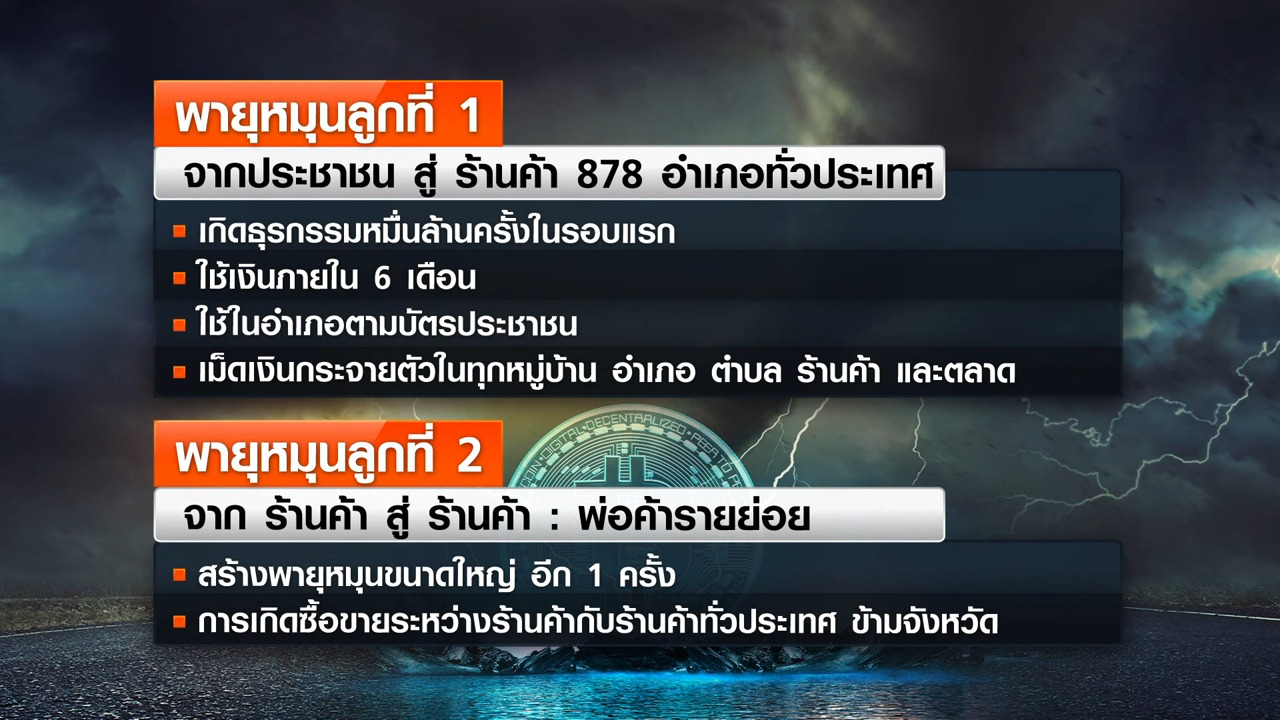 พายุหมุนลูกที่ 1
จากประชาชน สู่ ร้านค้า 878 อำเภอทั่วประเทศ
เกิดธุรกรรมหมื่นล้านครั้งในรอบแรก
ใช้เงินภายใน 6 เดือน
ใช้ในอำเภอตามบัตรประชาชน
เม็ดเงินกระจายตัวในทุกหมู่บ้าน อำเภอ ตำบล ร้านค้า และตลาด
COIN • DIGITAL • DECENTRALIZED • PEER TO
พายุหมุนลูกที่ 2
จาก ร้านค้า สู่ ร้านค้า : พ่อค้ารายย่อย
สร้างพายุหมุนขนาดใหญ่ อีก 1 ครั้ง
การเกิดซื้อขายระหว่างร้านค้ากับร้านค้าทั่วประเทศ ข้ามจังหวัด